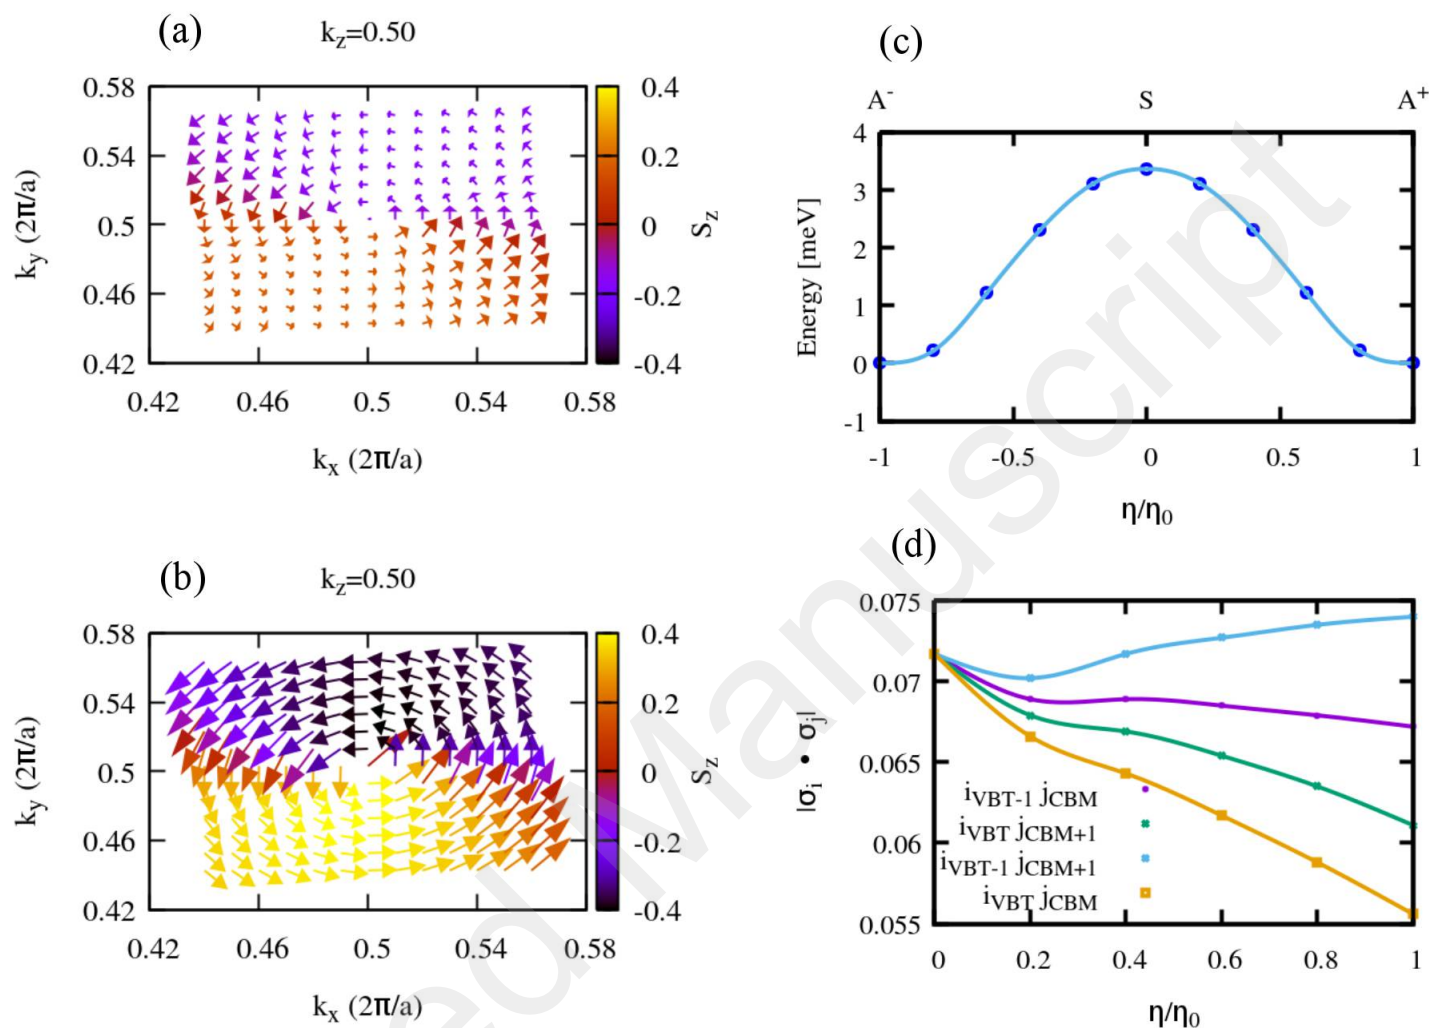 (a)
k_z=0.50
0.58
0.54
0.5
0.46
0.42
k_y (2π/a)
0.42 0.46 0.5 0.54 0.58
k_x (2π/a)
0.4
0.2
0
-0.2
-0.4
S_z
(c)
A⁻ S A⁺
4
3
2
1
0
-1
Energy [meV]
-1 -0.5 0 0.5 1
η/η₀
(b)
k_z=0.50
0.58
0.54
0.5
0.46
0.42
k_y (2π/a)
0.42 0.46 0.5 0.54 0.58
k_x (2π/a)
0.4
0.2
0
-0.2
-0.4
S_z
(d)
0.075
0.07
0.065
0.06
0.055
|σ_i • σ_j|
i_VBT-1 j_CBM
i_VBT j_CBM+1
i_VBT-1 j_CBM+1
i_VBT j_CBM
0 0.2 0.4 0.6 0.8 1
η/η₀
ed Manuscript